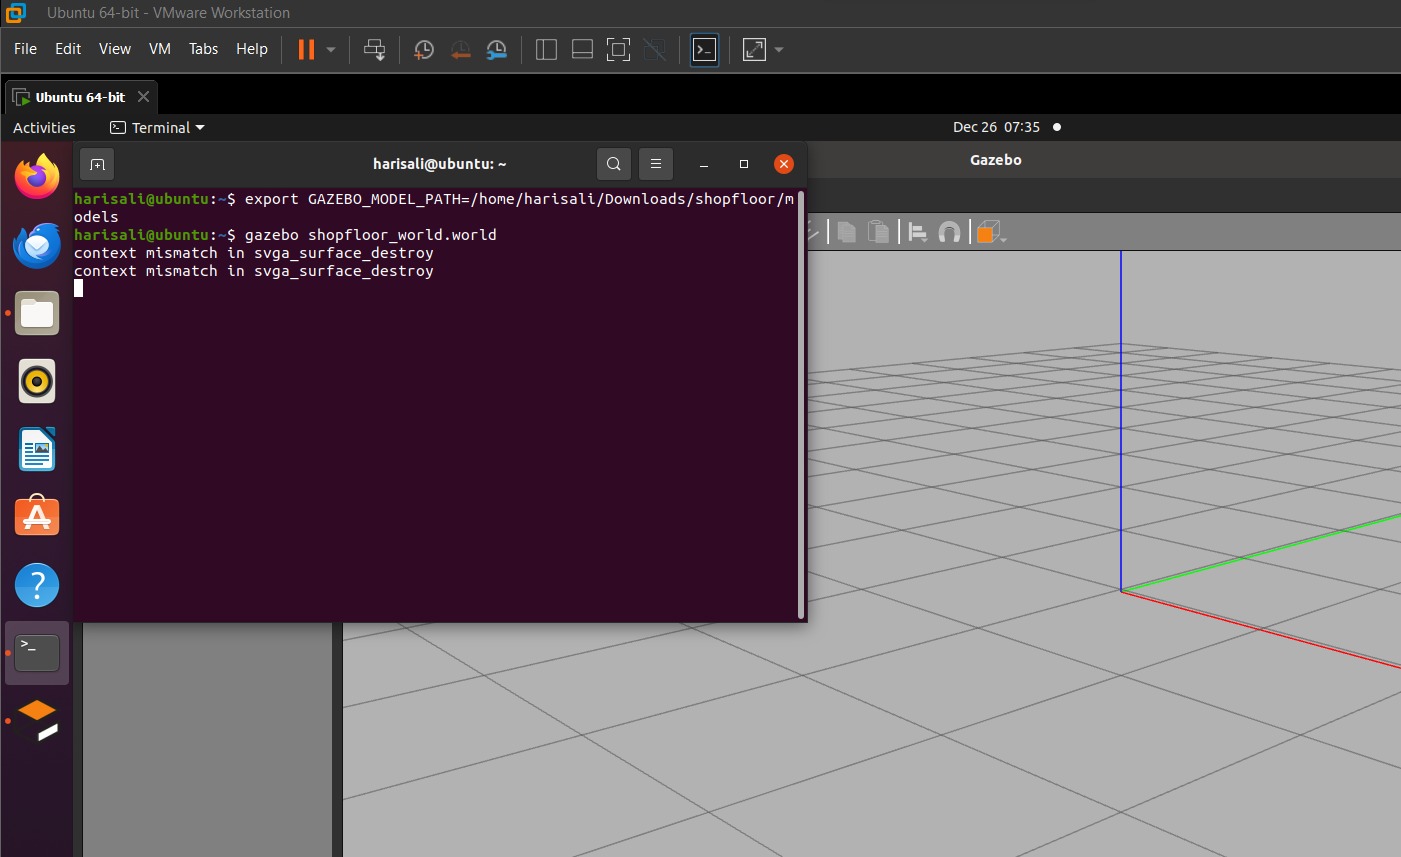 Ubuntu 64-bit - VMware Workstation
File Edit View VM Tabs Help
Ubuntu 64-bit
Activities Terminal Dec 26 07:35
harisali@ubuntu: ~
Gazebo
harisali@ubuntu:~$ export GAZEBO_MODEL_PATH=/home/harisali/Downloads/shopfloor/m
odels
harisali@ubuntu:~$ gazebo shopfloor_world.world
context mismatch in svga_surface_destroy
context mismatch in svga_surface_destroy